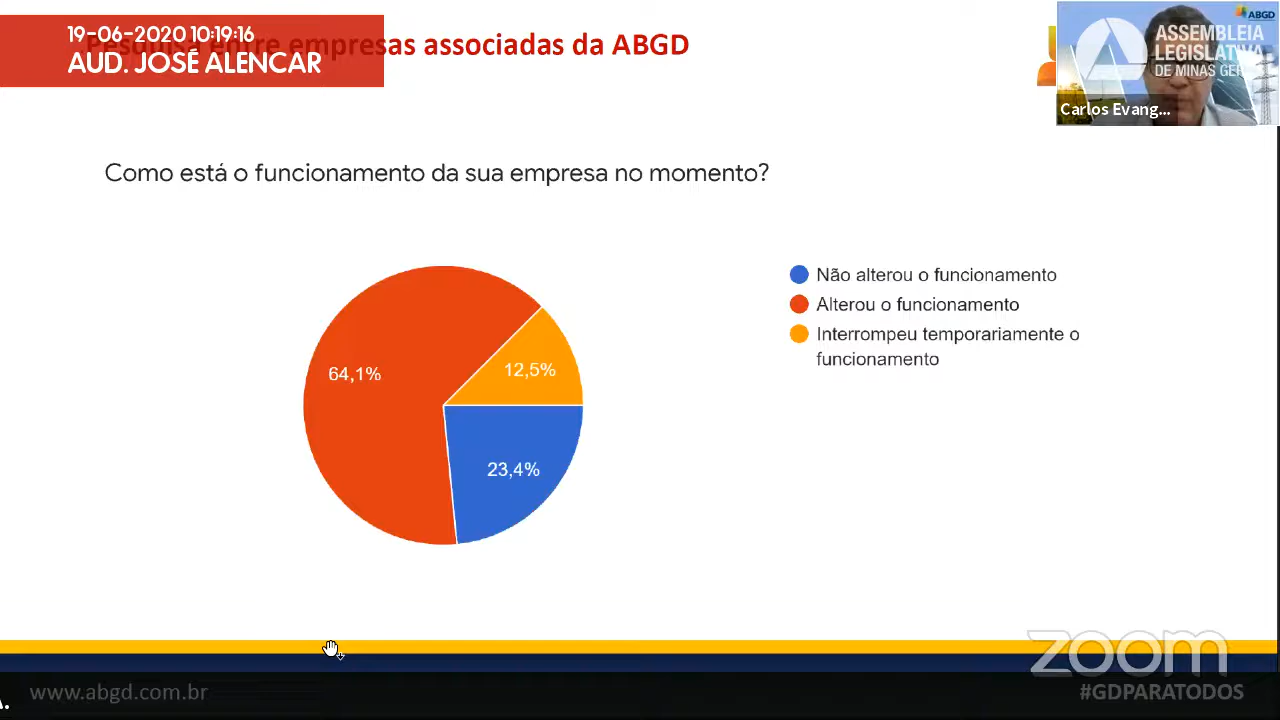 19-06-2020 10:19:16
AUD. JOSÉ ALENCAR
Pesquisa entre empresas associadas da ABGD
ABGD
ASSEMBLEIA
LEGISLATIVA
DE MINAS GERAIS
Carlos Evang...
Como está o funcionamento da sua empresa no momento?
Não alterou o funcionamento
Alterou o funcionamento
Interrompeu temporariamente o
funcionamento
64,1%
12,5%
23,4%
zoom
www.abgd.com.br
#GDPARATODOS
A.